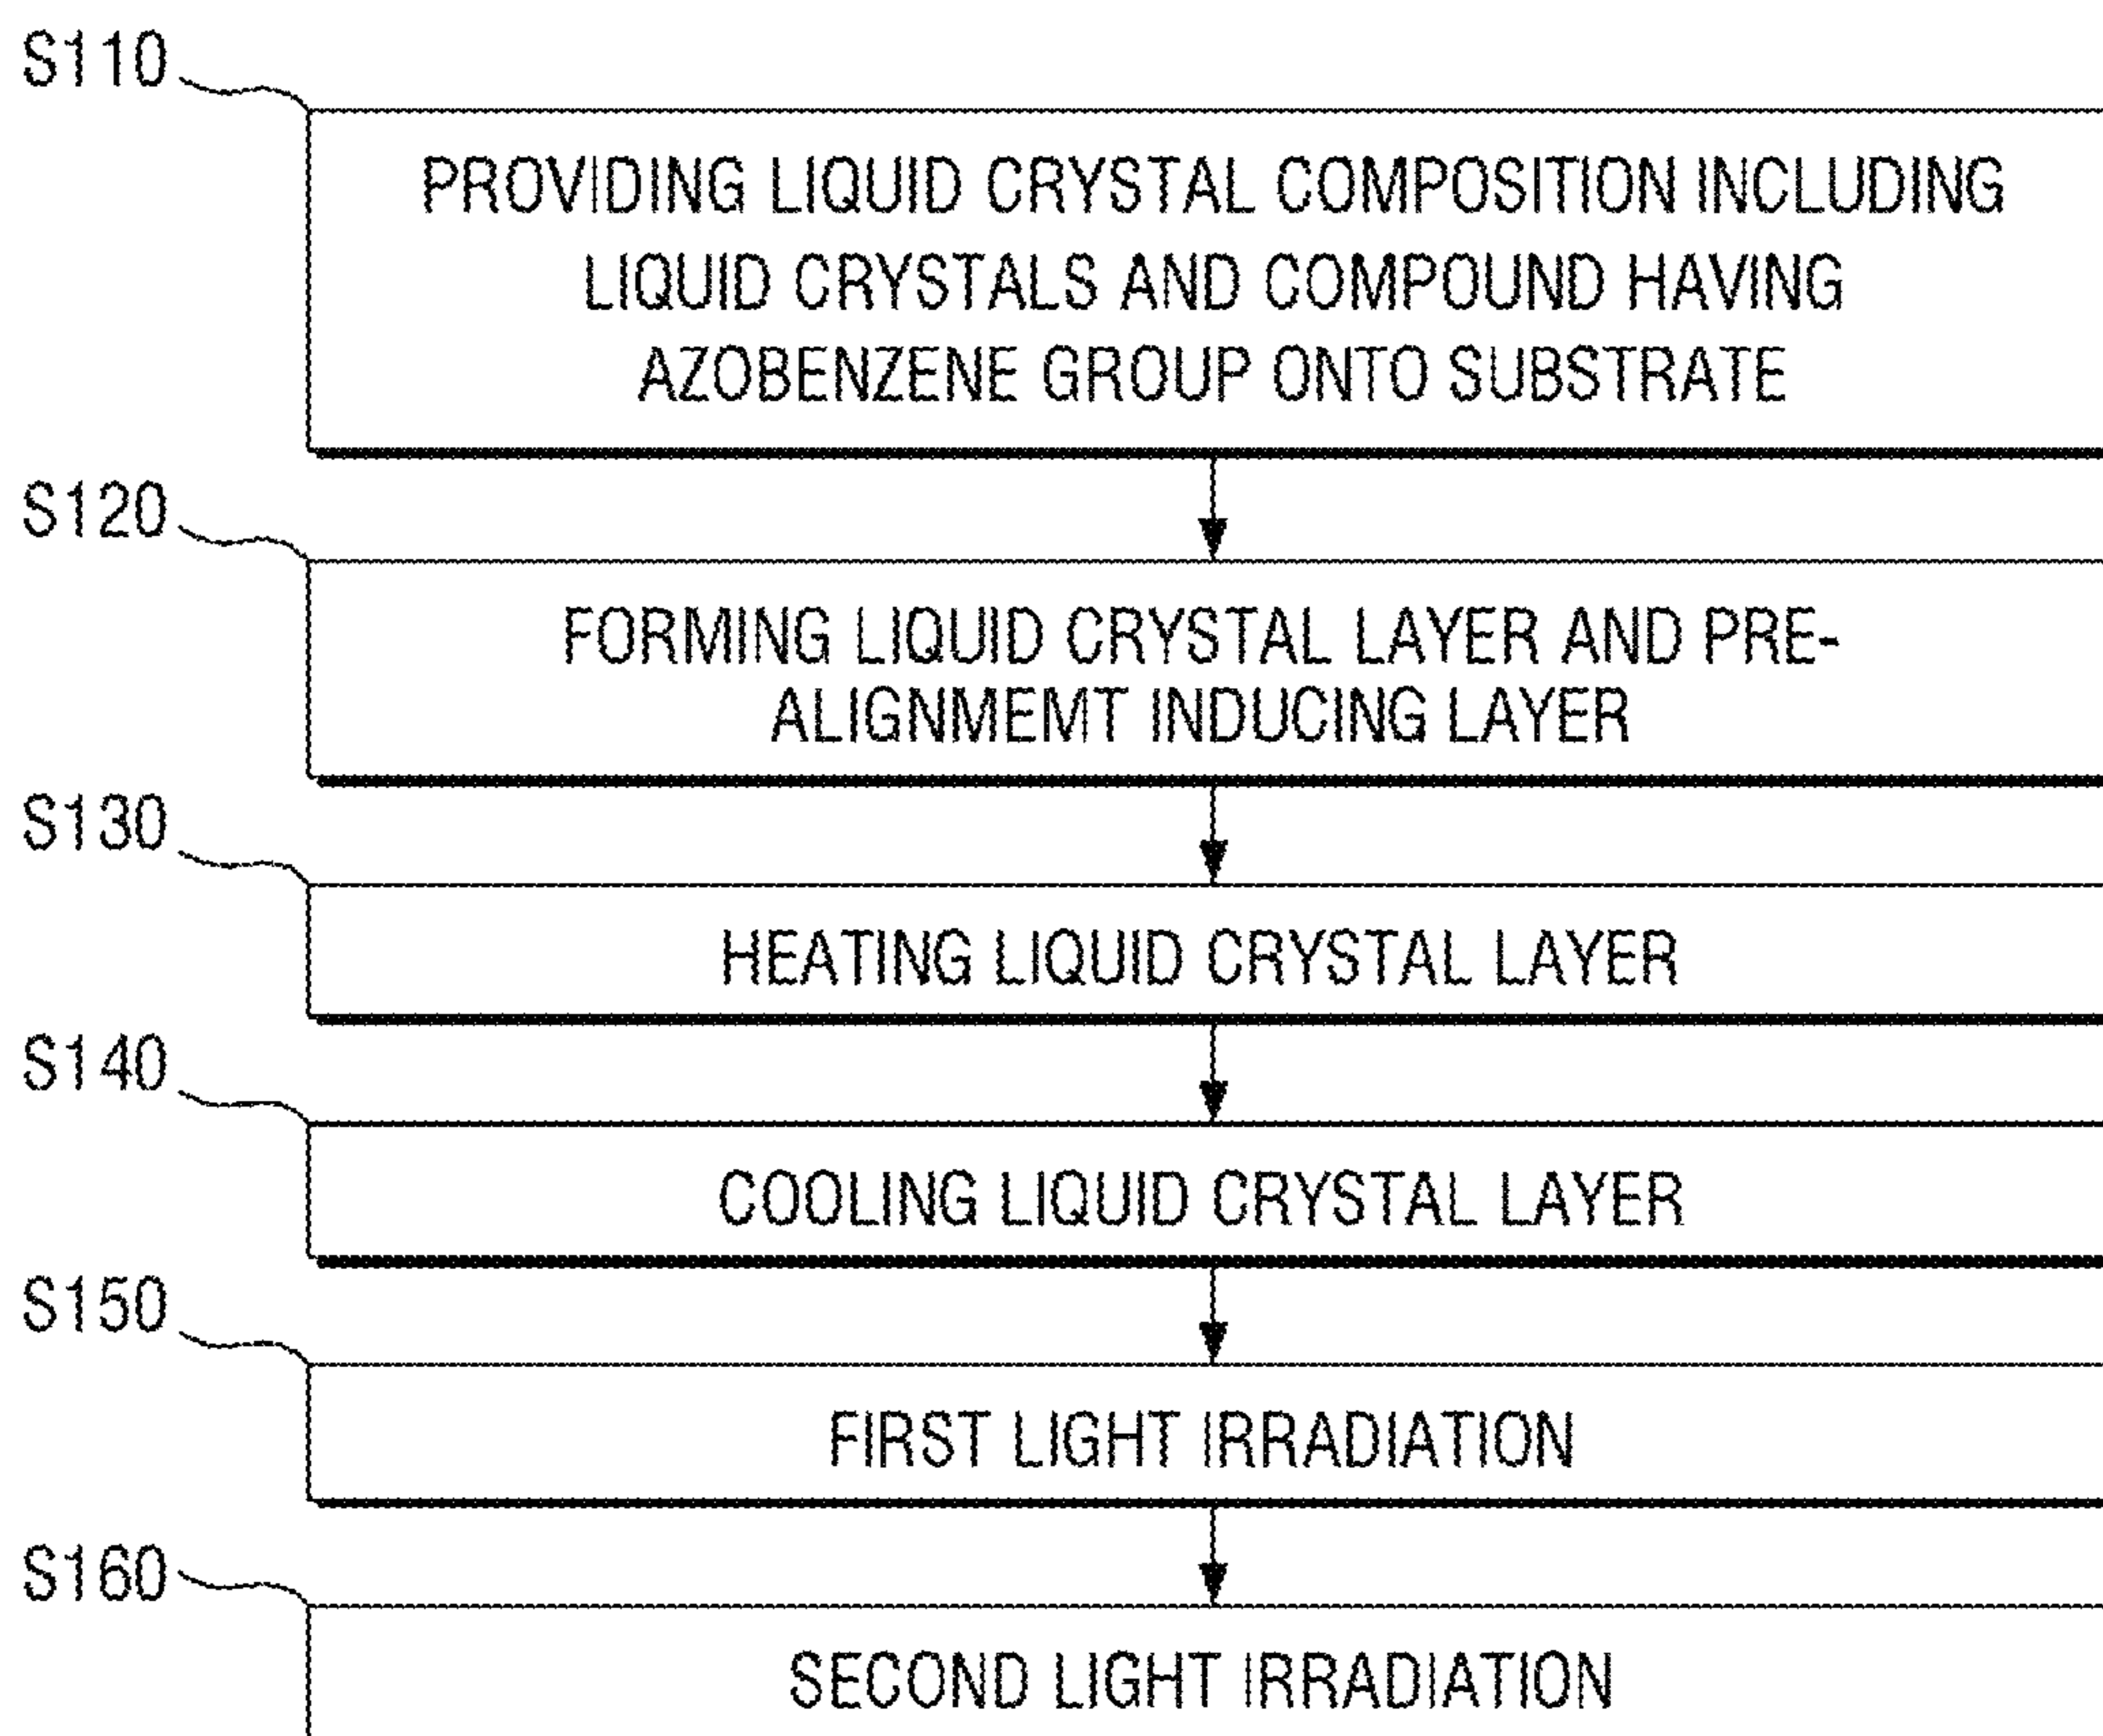 S110
PROVIDING LIQUID CRYSTAL COMPOSITION INCLUDING
LIQUID CRYSTALS AND COMPOUND HAVING
AZOBENZENE GROUP ONTO SUBSTRATE
S120
FORMING LIQUID CRYSTAL LAYER AND PRE-
ALIGNMEMT INDUCING LAYER
S130
HEATING LIQUID CRYSTAL LAYER
S140
COOLING LIQUID CRYSTAL LAYER
S150
FIRST LIGHT IRRADIATION
S160
SECOND LIGHT IRRADIATION